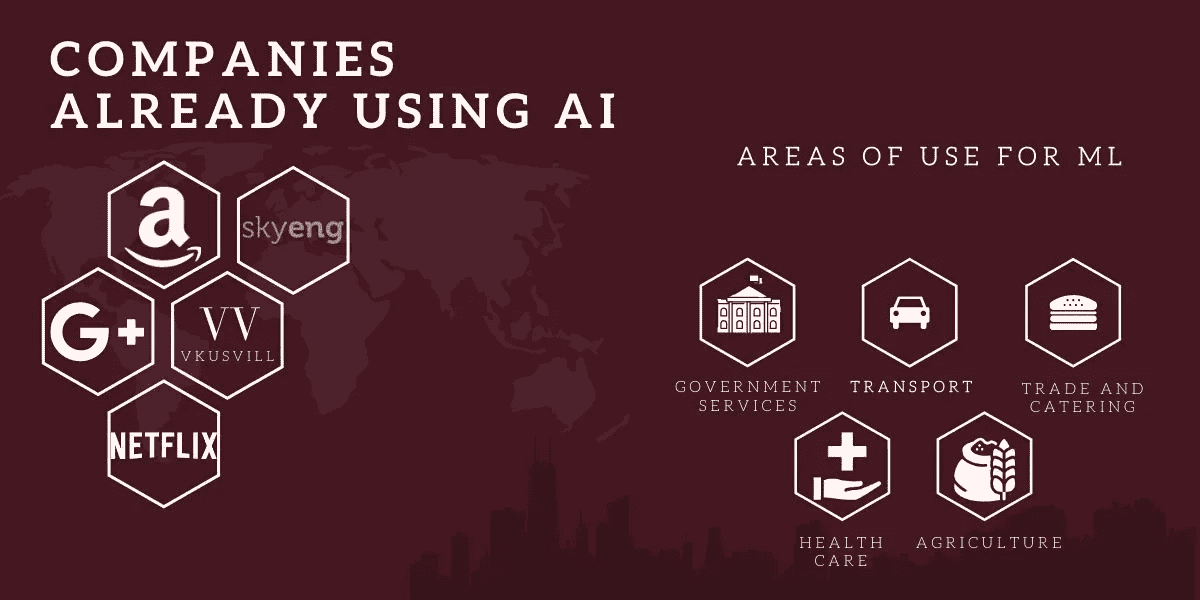 COMPANIES
ALREADY USING AI
AREAS OF USE FOR ML
a
skyeng
G+
VV
VKUSVILL
NETFLIX
GOVERNMENT
SERVICES
TRANSPORT
TRADE AND
CATERING
HEALTH
CARE
AGRICULTURE